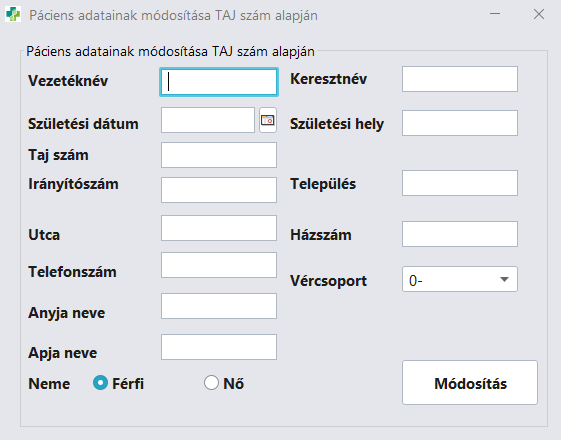 Páciens adatainak módosítása TAJ szám alapján
Páciens adatainak módosítása TAJ szám alapján
Vezetéknév Keresztnév
Születési dátum Születési hely
Taj szám
Irányítószám Település
Utca Házszám
Telefonszám
Vércsoport 0-
Anyja neve
Apja neve
Neme Férfi Nő Módosítás